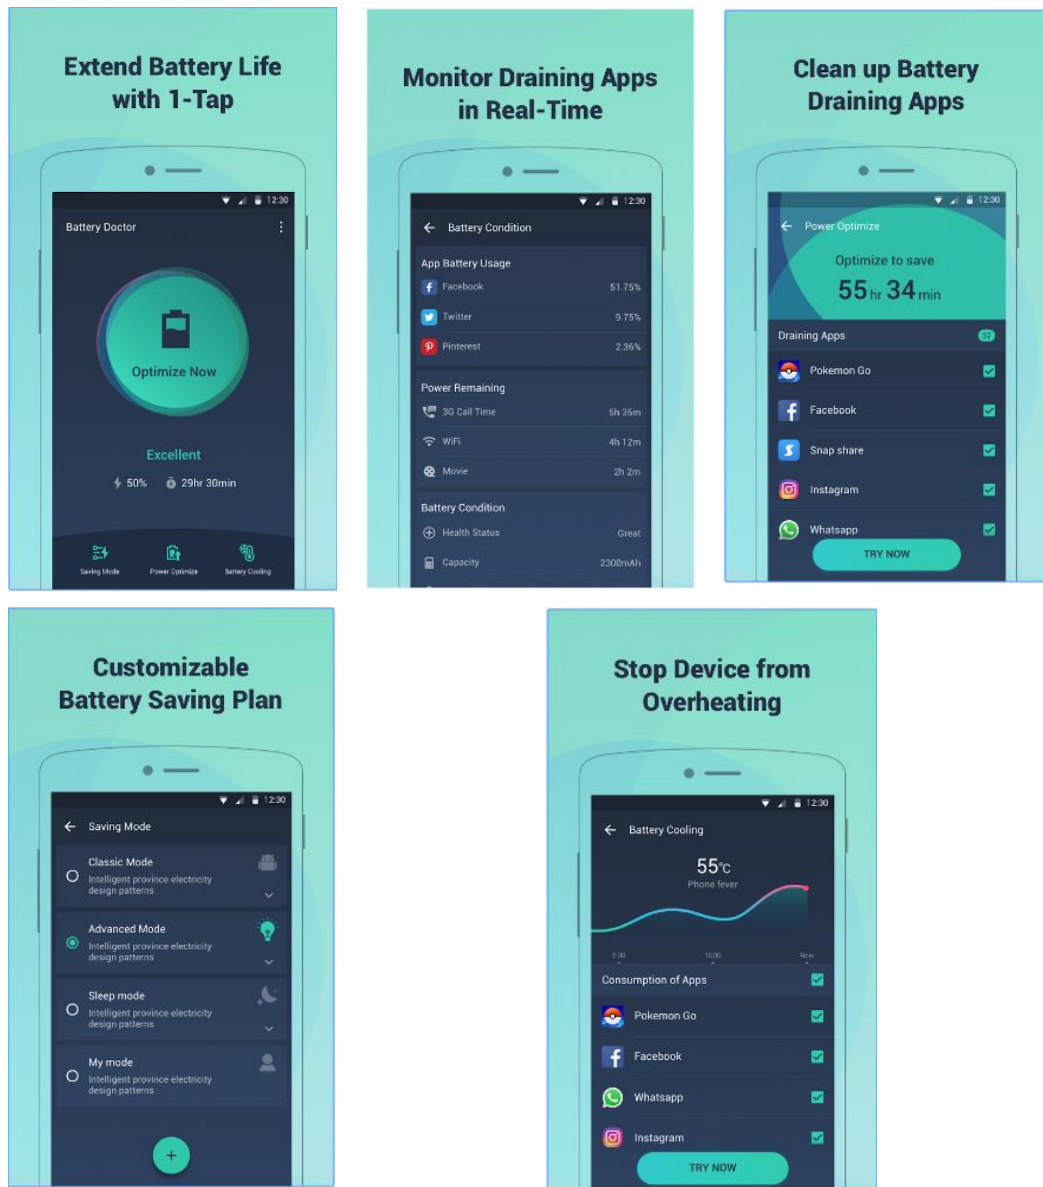 Extend Battery Life
with 1-Tap
12:30
Battery Doctor
Optimize Now
Excellent
50% 29hr 30min
Saving Mode Power Optimize Battery Cooling
Monitor Draining Apps
in Real-Time
12:30
Battery Condition
App Battery Usage
Facebook 51.75%
Twitter 9.75%
Pinterest 2.36%
Power Remaining
3G Call Time 5h 35m
WiFi 4h 12m
Movie 2h 2m
Battery Condition
Health Status Great
Capacity 2300mAh
Clean up Battery
Draining Apps
12:30
Power Optimize
Optimize to save
55 hr 34 min
Draining Apps 37
Pokemon Go
Facebook
Snap share
Instagram
Whatsapp
TRY NOW
Customizable
Battery Saving Plan
12:30
Saving Mode
Classic Mode
Intelligent province electricity
design patterns
Advanced Mode
Intelligent province electricity
design patterns
Sleep mode
Intelligent province electricity
design patterns
My mode
Intelligent province electricity
design patterns
+
Stop Device from
Overheating
12:30
Battery Cooling
55°C
Phone fever
10:00 Now
Consumption of Apps
Pokemon Go
Facebook
Whatsapp
Instagram
TRY NOW